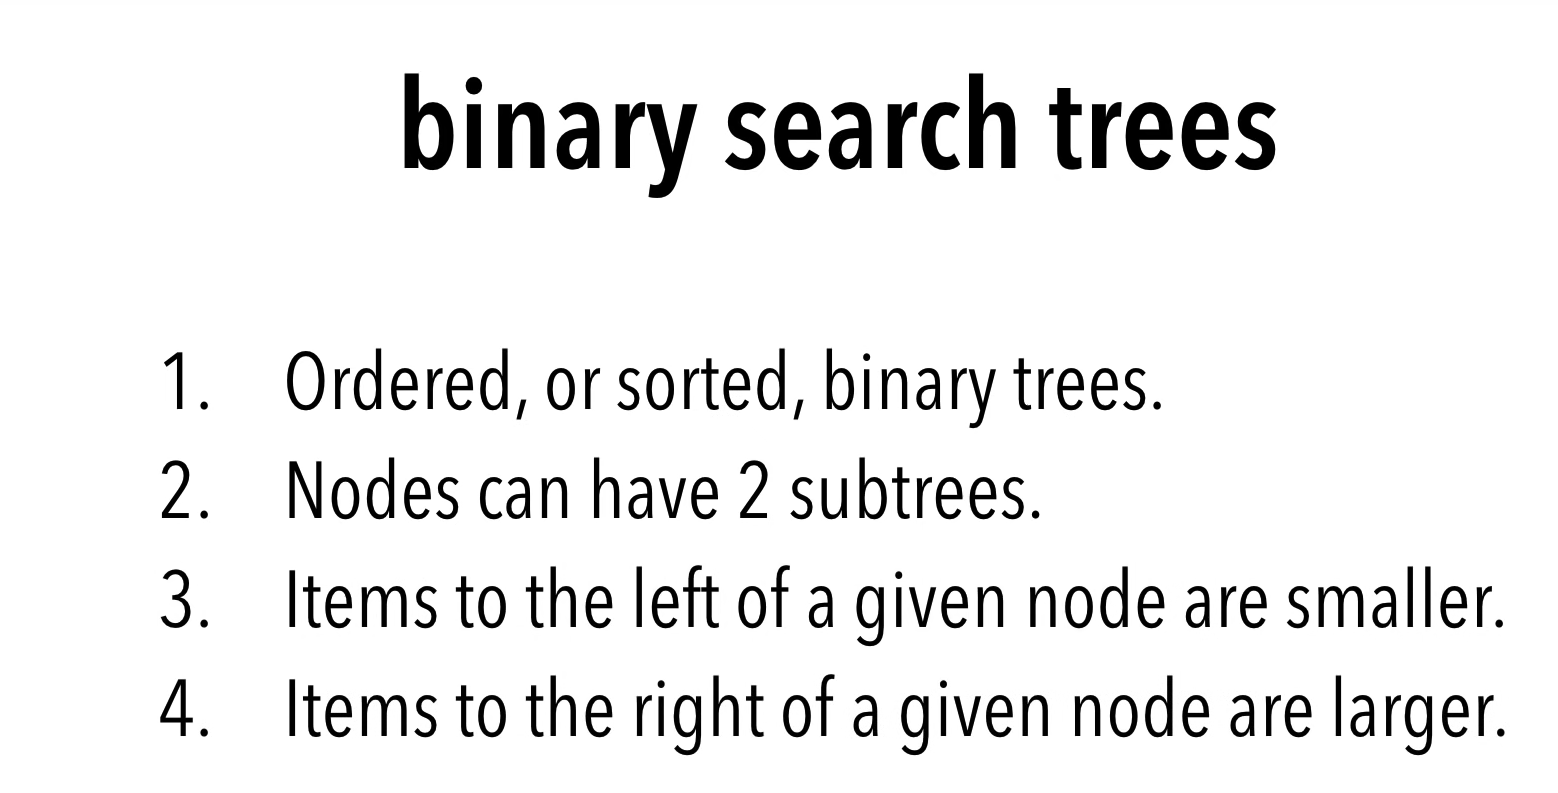 binary search trees
1. Ordered, or sorted, binary trees.
2. Nodes can have 2 subtrees.
3. Items to the left of a given node are smaller.
4. Items to the right of a given node are larger.